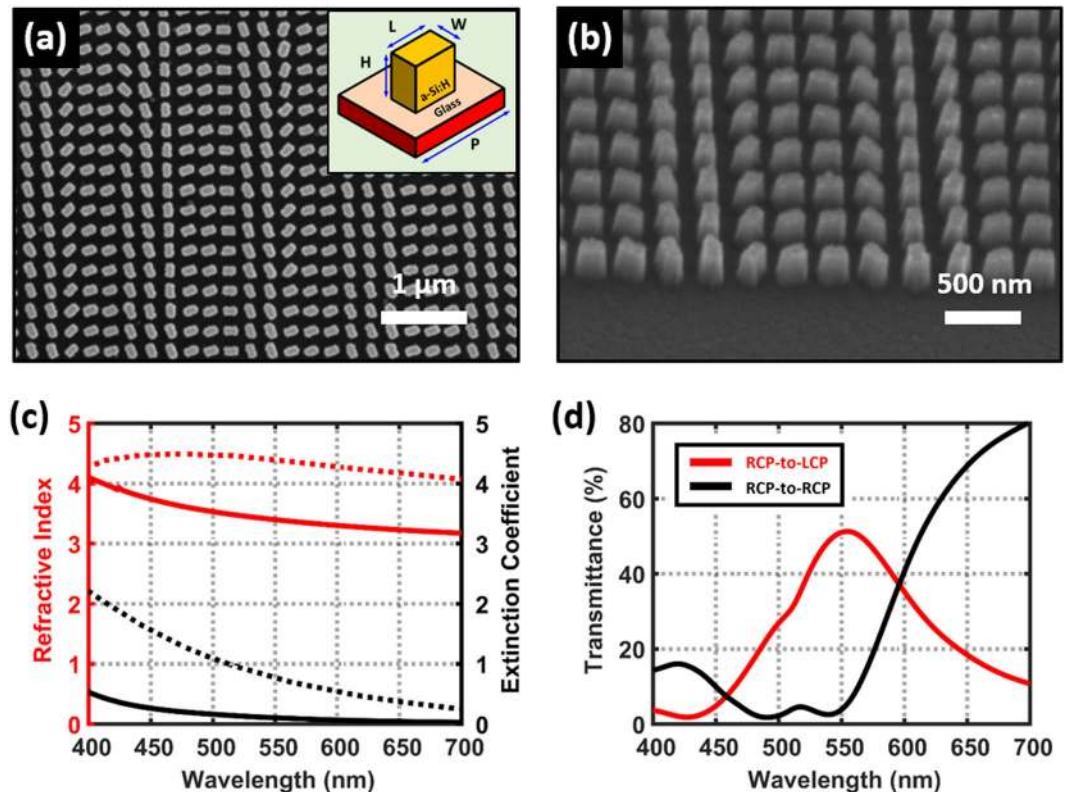 (a)
L
W
H
a-Si:H
Glass
P
1 µm
(b)
500 nm
(c)
Refractive Index
5
4
3
2
1
0
5
4
3
2
1
0
Extinction Coefficient
400 450 500 550 600 650 700
Wavelength (nm)
(d)
Transmittance (%)
80
60
40
20
0
RCP-to-LCP
RCP-to-RCP
400 450 500 550 600 650 700
Wavelength (nm)